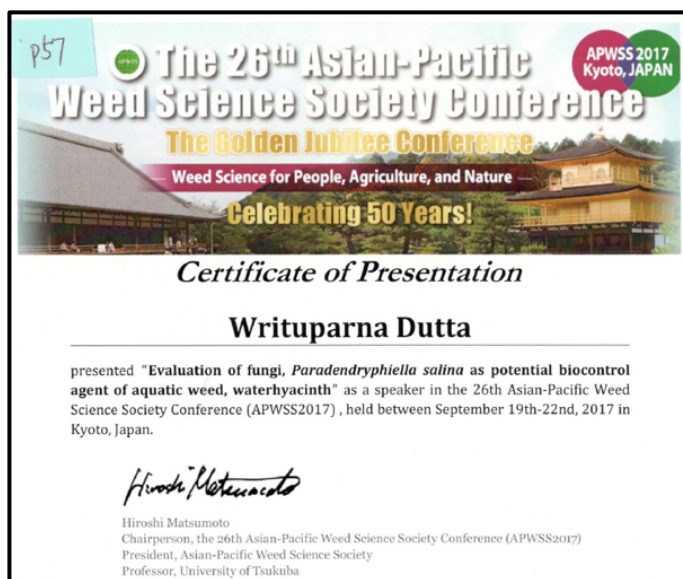 p57
APWSS
The 26th Asian-Pacific
Weed Science Society Conference
APWSS 2017
Kyoto, JAPAN
The Golden Jubilee Conference
Weed Science for People, Agriculture, and Nature
Celebrating 50 Years!
Certificate of Presentation
Writuparna Dutta
presented "Evaluation of fungi, Paradendryphiella salina as potential biocontrol
agent of aquatic weed, waterhyacinth" as a speaker in the 26th Asian-Pacific Weed
Science Society Conference (APWSS2017) , held between September 19th-22nd, 2017 in
Kyoto, Japan.
Hiroshi Matsumoto
Hiroshi Matsumoto
Chairperson, the 26th Asian-Pacific Weed Science Society Conference (APWSS2017)
President, Asian-Pacific Weed Science Society
Professor, University of Tsukuba